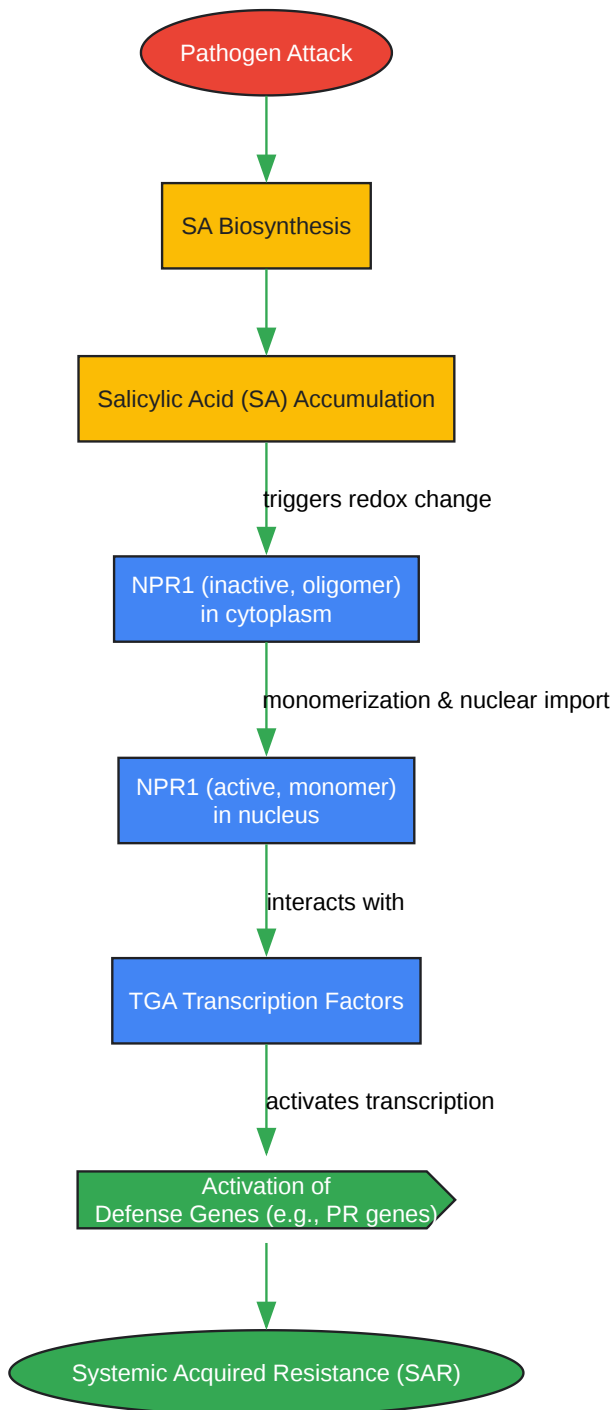 Pathogen Attack
SA Biosynthesis
Salicylic Acid (SA) Accumulation
triggers redox change
NPR1 (inactive, oligomer)
in cytoplasm
monomerization & nuclear import
NPR1 (active, monomer)
in nucleus
interacts with
TGA Transcription Factors
activates transcription
Activation of
Defense Genes (e.g., PR genes)
Systemic Acquired Resistance (SAR)